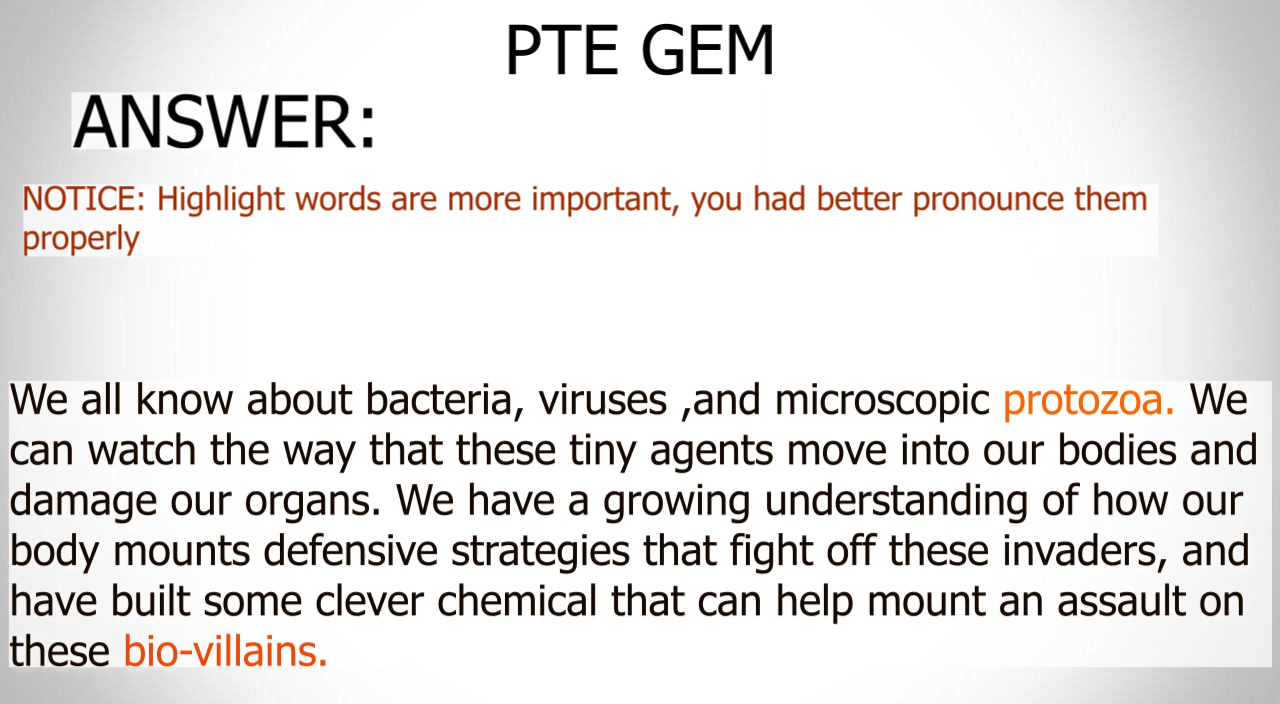 PTE GEM
ANSWER:
NOTICE: Highlight words are more important, you had better pronounce them
properly
We all know about bacteria, viruses ,and microscopic protozoa. We
can watch the way that these tiny agents move into our bodies and
damage our organs. We have a growing understanding of how our
body mounts defensive strategies that fight off these invaders, and
have built some clever chemical that can help mount an assault on
these bio-villains.